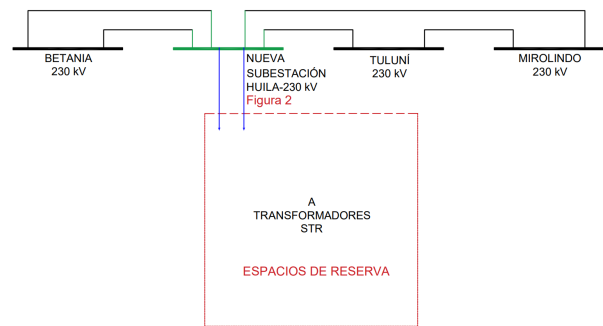 BETANIA
230 kV
NUEVA
SUBESTACIÓN
HUILA-230 kV
Figura 2
TULUNÍ
230 kV
MIROLINDO
230 kV
A
TRANSFORMADORES
STR
ESPACIOS DE RESERVA